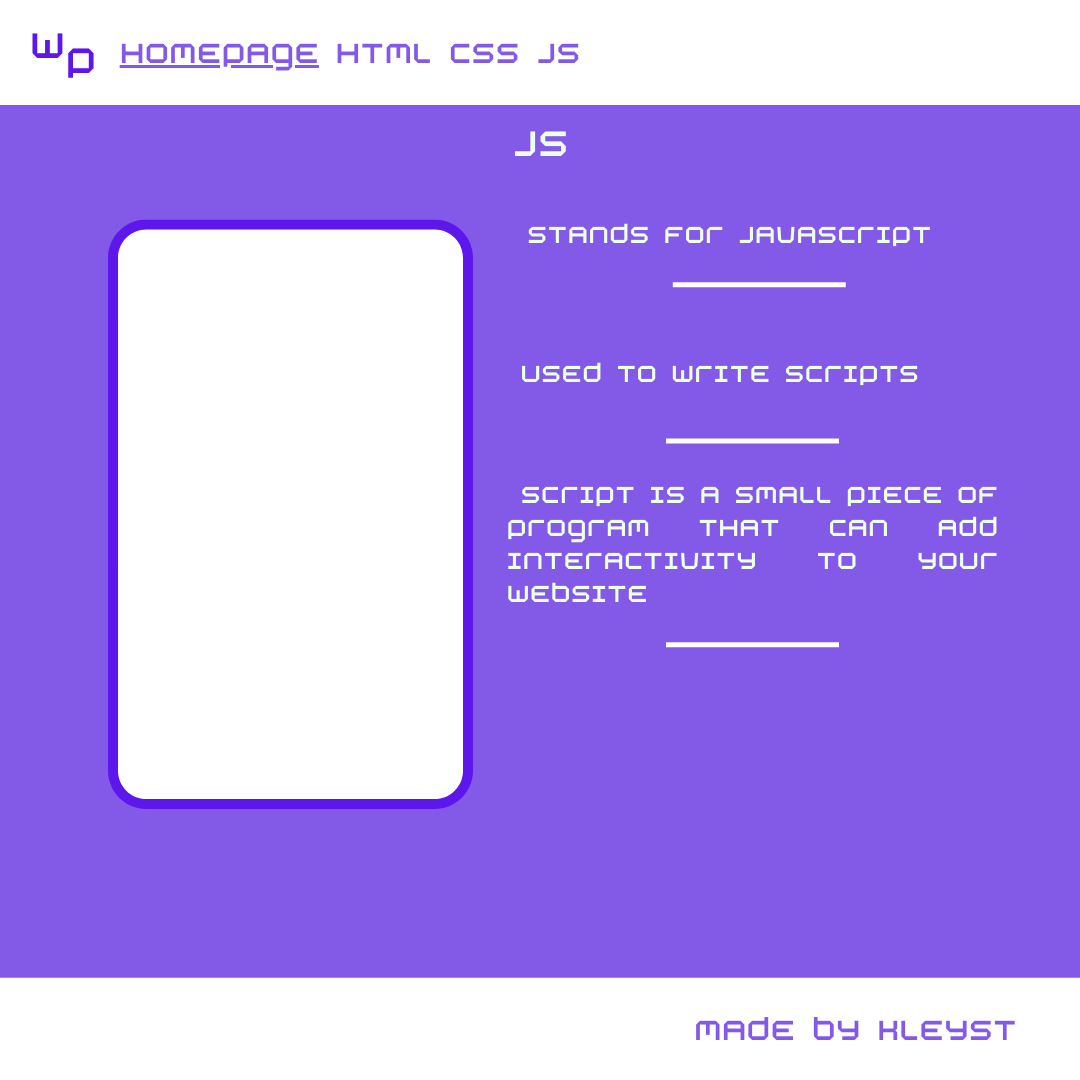 Wp
HOMEpAgE HTML CSS JS
JS
STANdS FOr JAVASCrIpT
USEd TO WrITE SCrIpTS
SCrIpT IS A SMALL pIECE OF
prOgrAM THAT CAN Add
INTErACTIVITY TO YOUr
WEbSITE
MAdE bY KLEYST